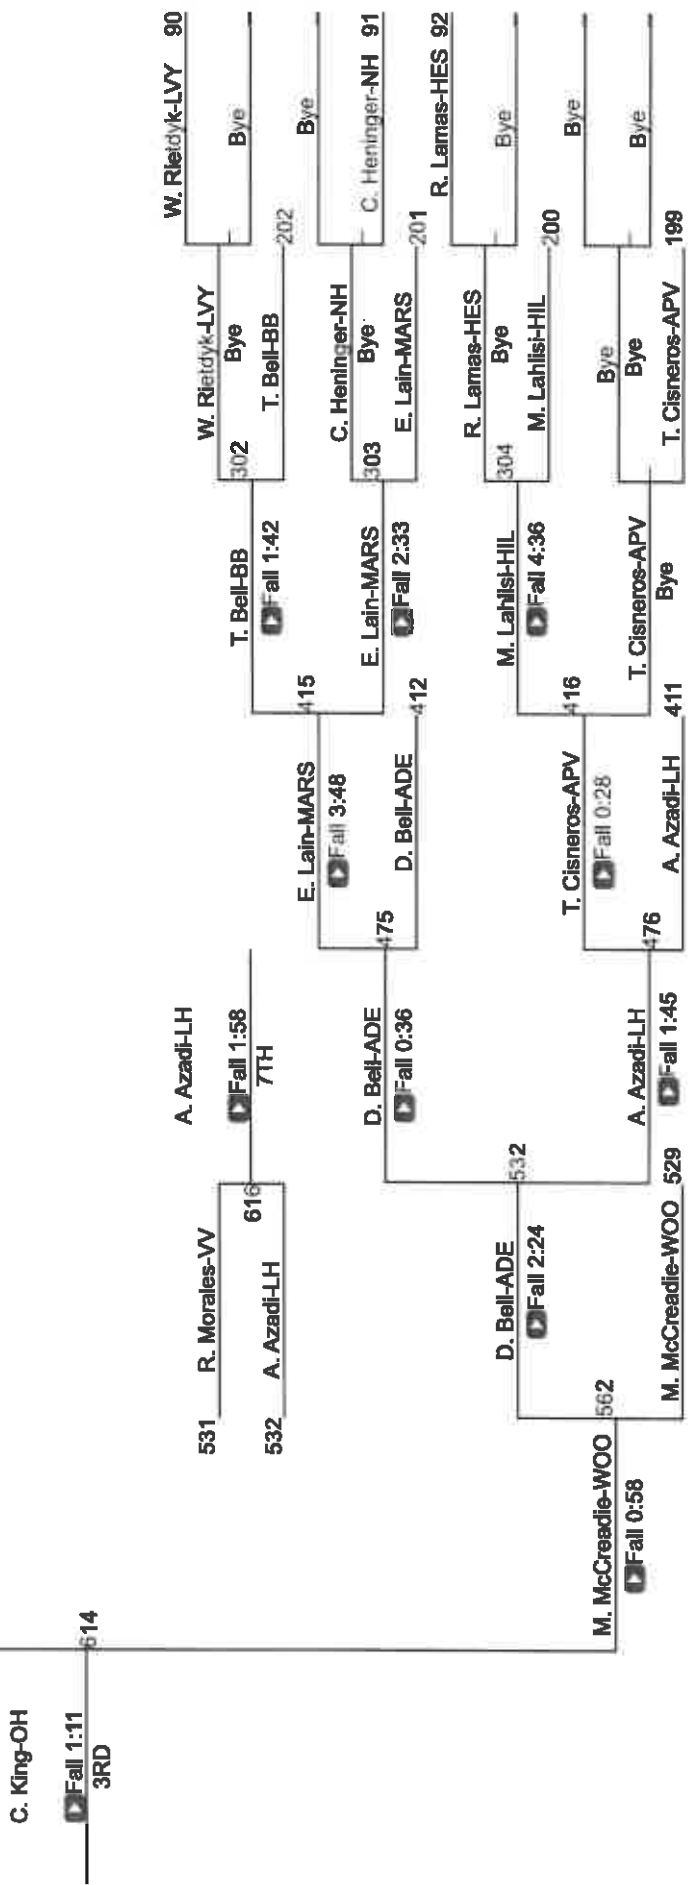 C. King-OH
Fall 1:11
3RD
614
M. McCreadie-WOO
Fall 0:58
562
531
R. Morales-VV
532
A. Azadi-LH
616
A. Azadi-LH
Fall 1:58
7TH
D. Bell-ADE
Fall 2:24
532
M. McCreadie-WOO 529
D. Bell-ADE
Fall 0:36
475
A. Azadi-LH
Fall 1:45
476
E. Lain-MARS
Fall 3:48
415
D. Bell-ADE
412
T. Cisneros-APV
Fall 0:28
416
A. Azadi-LH
411
T. Bell-BB
Fall 1:42
302
E. Lain-MARS
Fall 2:33
303
M. Lahlisi-HIL
Fall 4:36
304
T. Cisneros-APV
Bye
W. Rietdyk-LVY
Bye
T. Bell-BB
202
C. Heninger-NH
Bye
E. Lain-MARS
201
R. Lamas-HES
Bye
M. Lahlisi-HIL
200
Bye
Bye
T. Cisneros-APV
199
W. Rietdyk-LVY 90
Bye
Bye
C. Heninger-NH 91
R. Lamas-HES 92
Bye
Bye
Bye